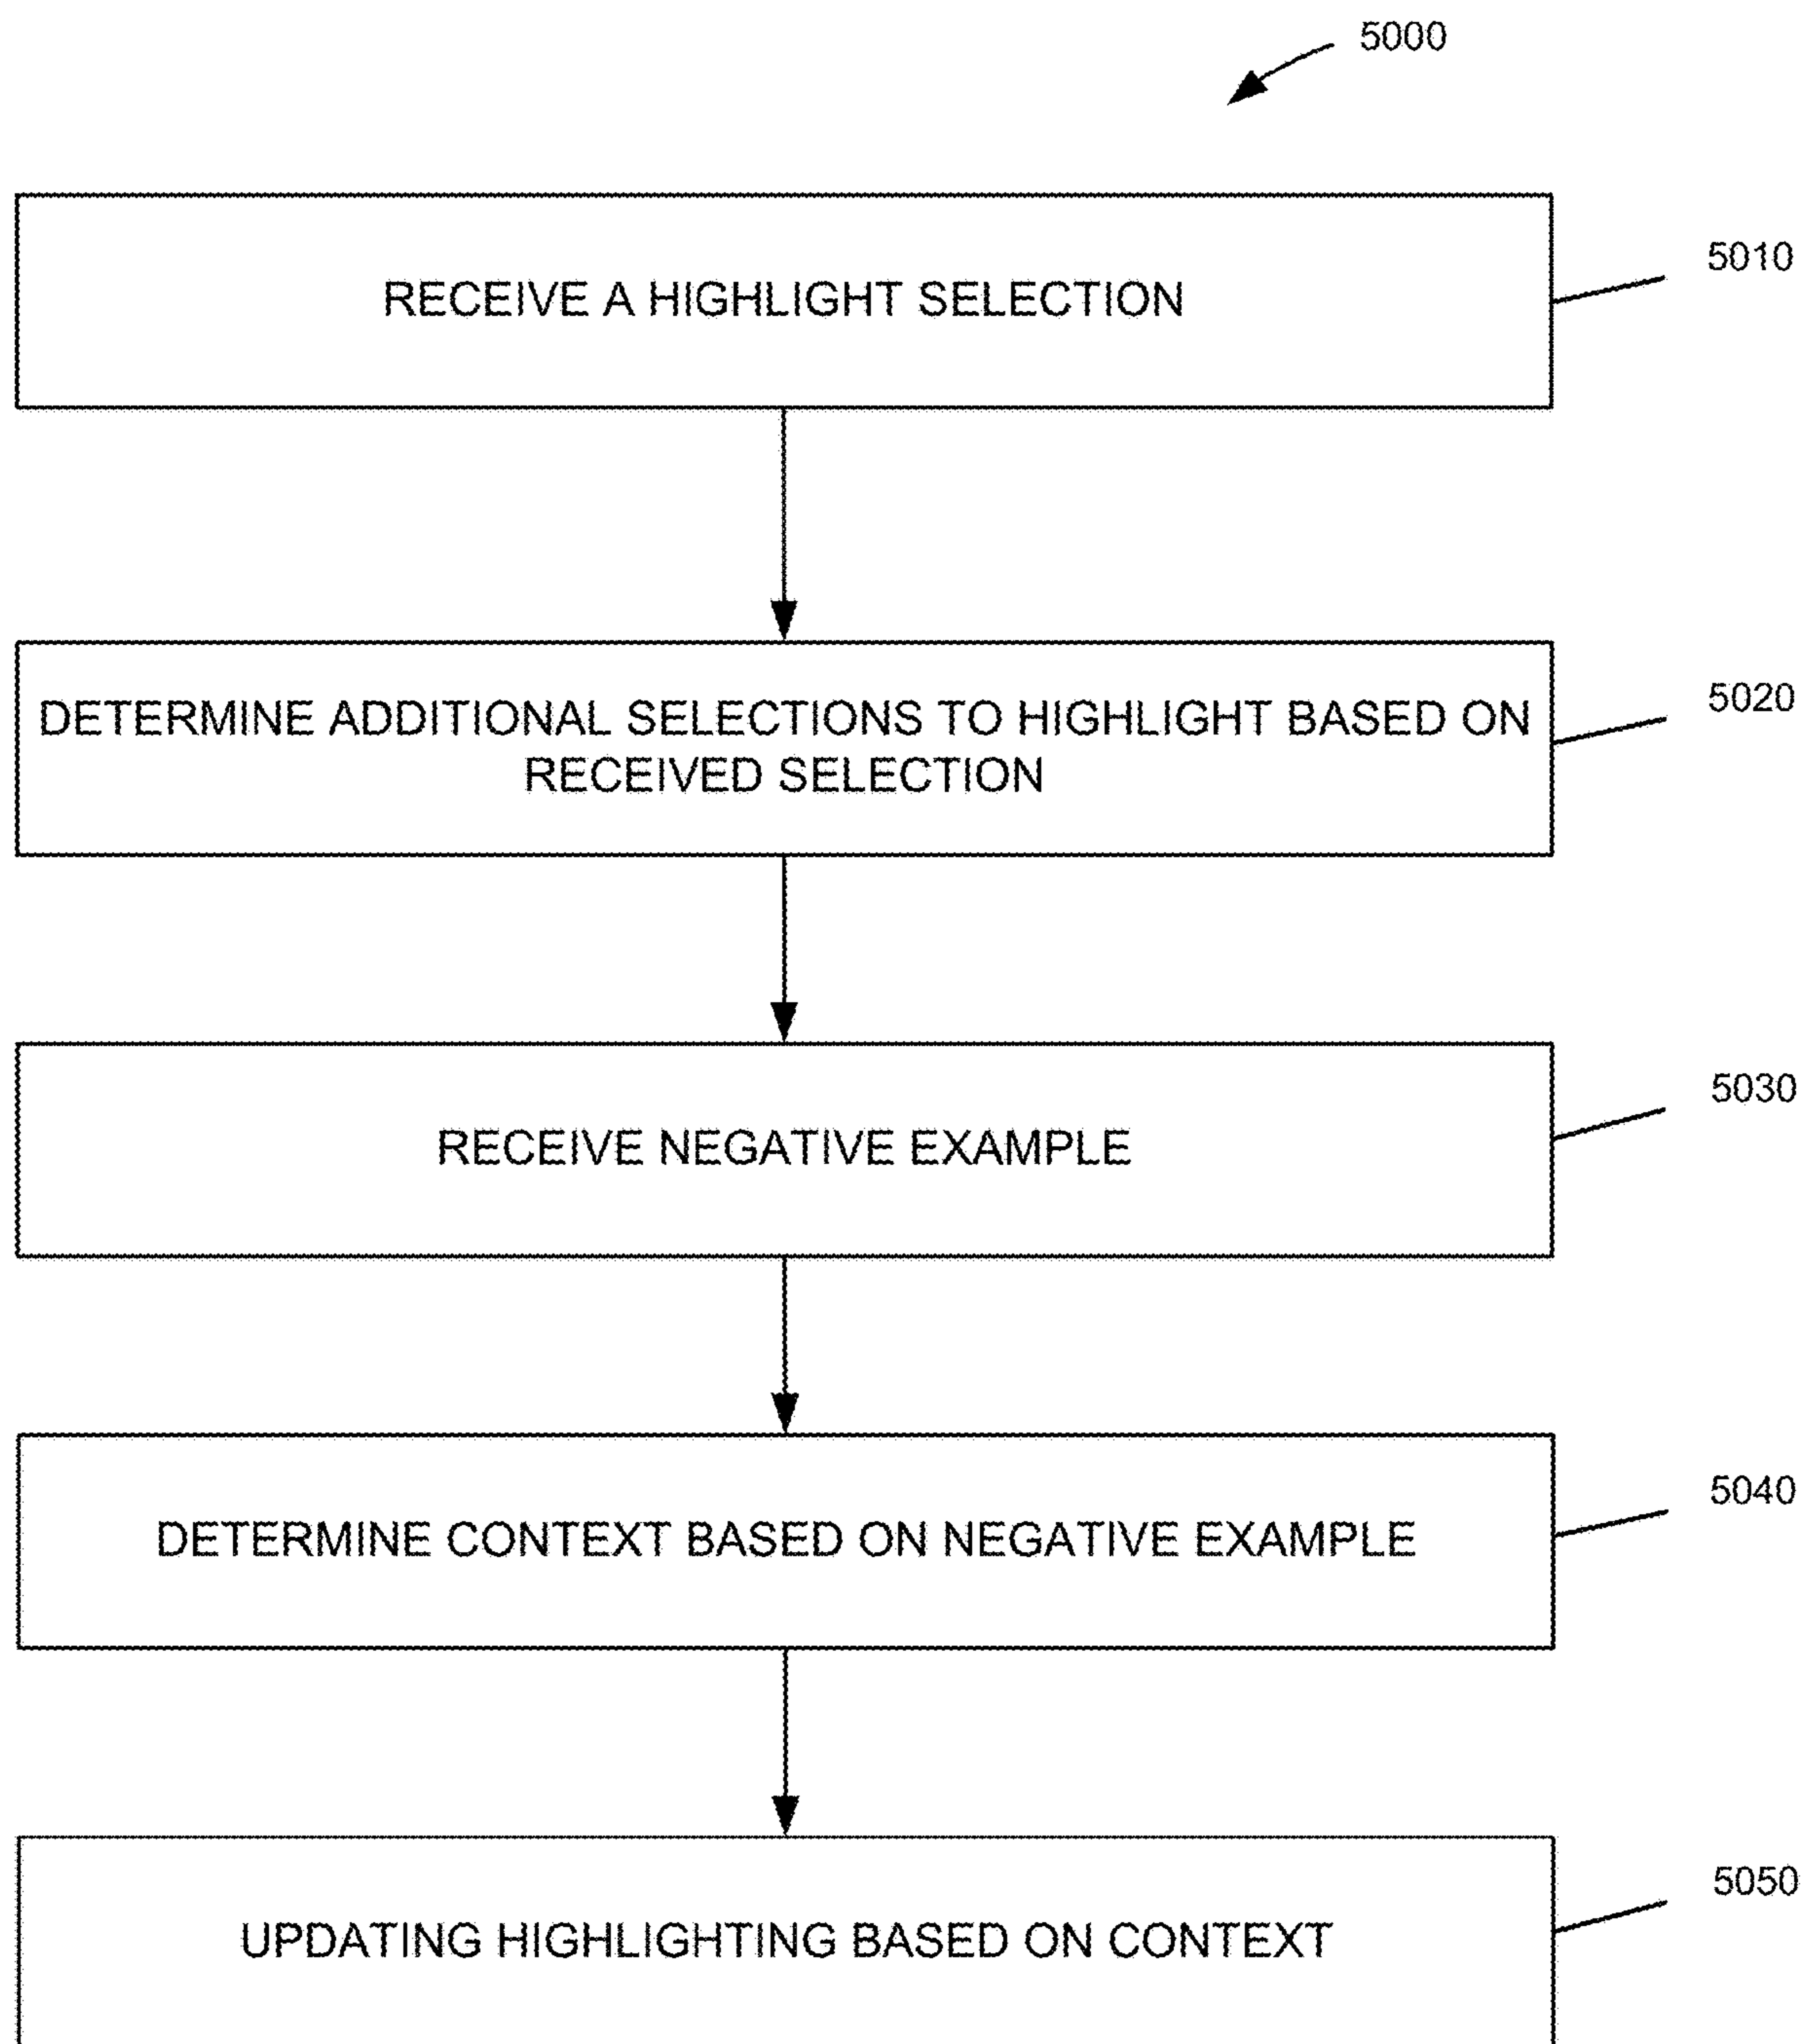 5000
RECEIVE A HIGHLIGHT SELECTION
5010
DETERMINE ADDITIONAL SELECTIONS TO HIGHLIGHT BASED ON
RECEIVED SELECTION
5020
RECEIVE NEGATIVE EXAMPLE
5030
DETERMINE CONTEXT BASED ON NEGATIVE EXAMPLE
5040
UPDATING HIGHLIGHTING BASED ON CONTEXT
5050